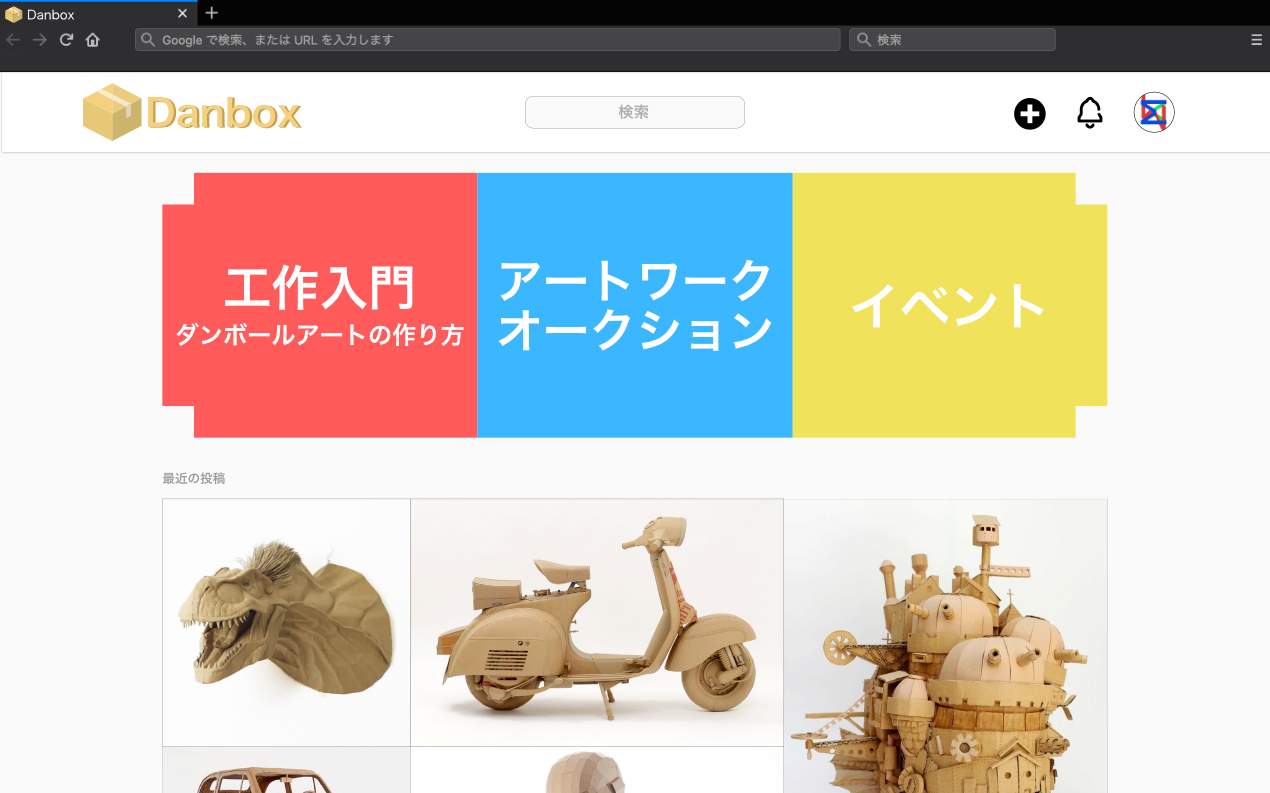 Danbox
Google で検索、または URL を入力します
検索
Danbox
検索
工作入門
ダンボールアートの作り方
アートワーク
オークション
イベント
最近の投稿